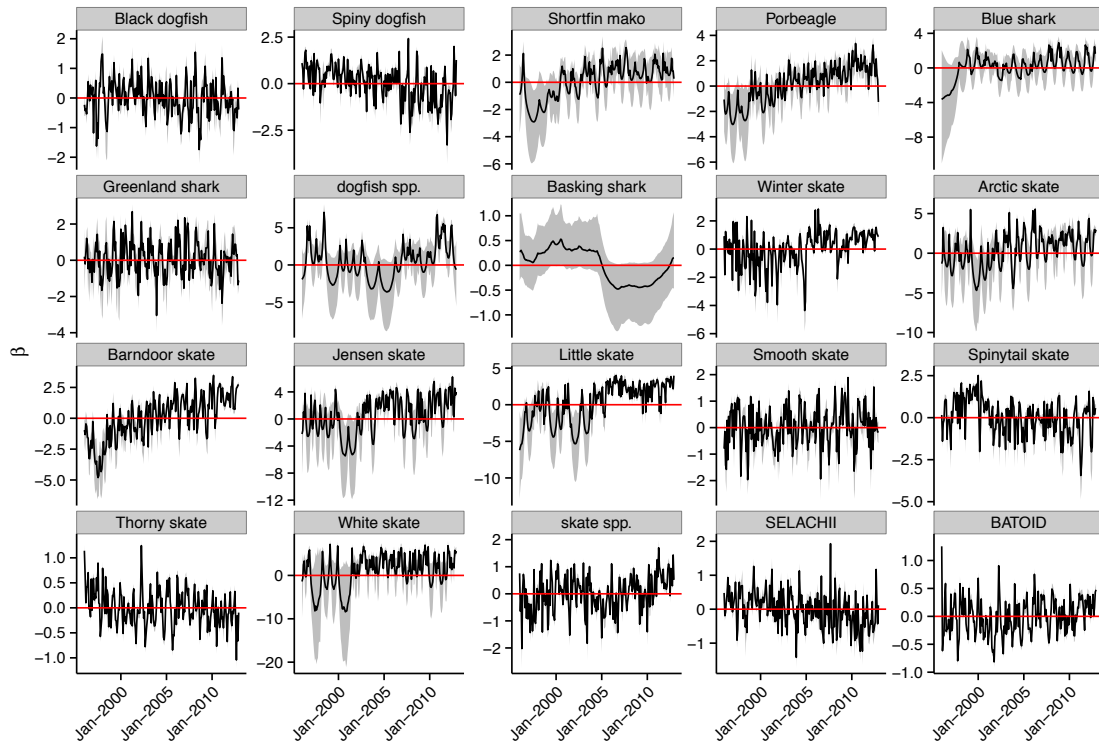 Black dogfish Spiny dogfish Shortfin mako Porbeagle Blue shark
2 1 0 −1 −2
2.5 0.0 −2.5
2 0 −2 −4 −6
4 2 0 −2 −4 −6
4 0 −4 −8
Greenland shark dogfish spp. Basking shark Winter skate Arctic skate
2 0 −2 −4
5 0 −5
1.0 0.5 0.0 −0.5 −1.0
2 0 −2 −4 −6
5 0 −5 −10
β
Barndoor skate Jensen skate Little skate Smooth skate Spinytail skate
2.5 0.0 −2.5 −5.0
4 0 −4 −8 −12
5 0 −5 −10
2 1 0 −1 −2
2.5 0.0 −2.5 −5.0
Thorny skate White skate skate spp. SELACHII BATOID
1.0 0.5 0.0 −0.5 −1.0
0 −10 −20
2 1 0 −1 −2
2 1 0 −1
1.0 0.5 0.0 −0.5 −1.0
Jan−2000 Jan−2005 Jan−2010
Jan−2000 Jan−2005 Jan−2010
Jan−2000 Jan−2005 Jan−2010
Jan−2000 Jan−2005 Jan−2010
Jan−2000 Jan−2005 Jan−2010